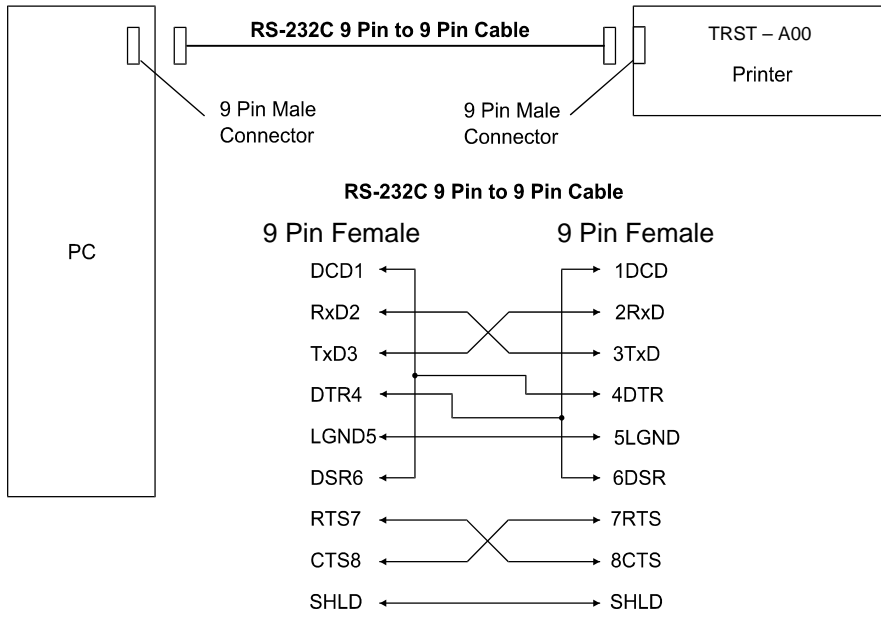 RS-232C 9 Pin to 9 Pin Cable
TRST – A00
Printer
9 Pin Male
Connector
9 Pin Male
Connector
PC
RS-232C 9 Pin to 9 Pin Cable
9 Pin Female
9 Pin Female
DCD1
1DCD
RxD2
2RxD
TxD3
3TxD
DTR4
4DTR
LGND5
5LGND
DSR6
6DSR
RTS7
7RTS
CTS8
8CTS
SHLD
SHLD